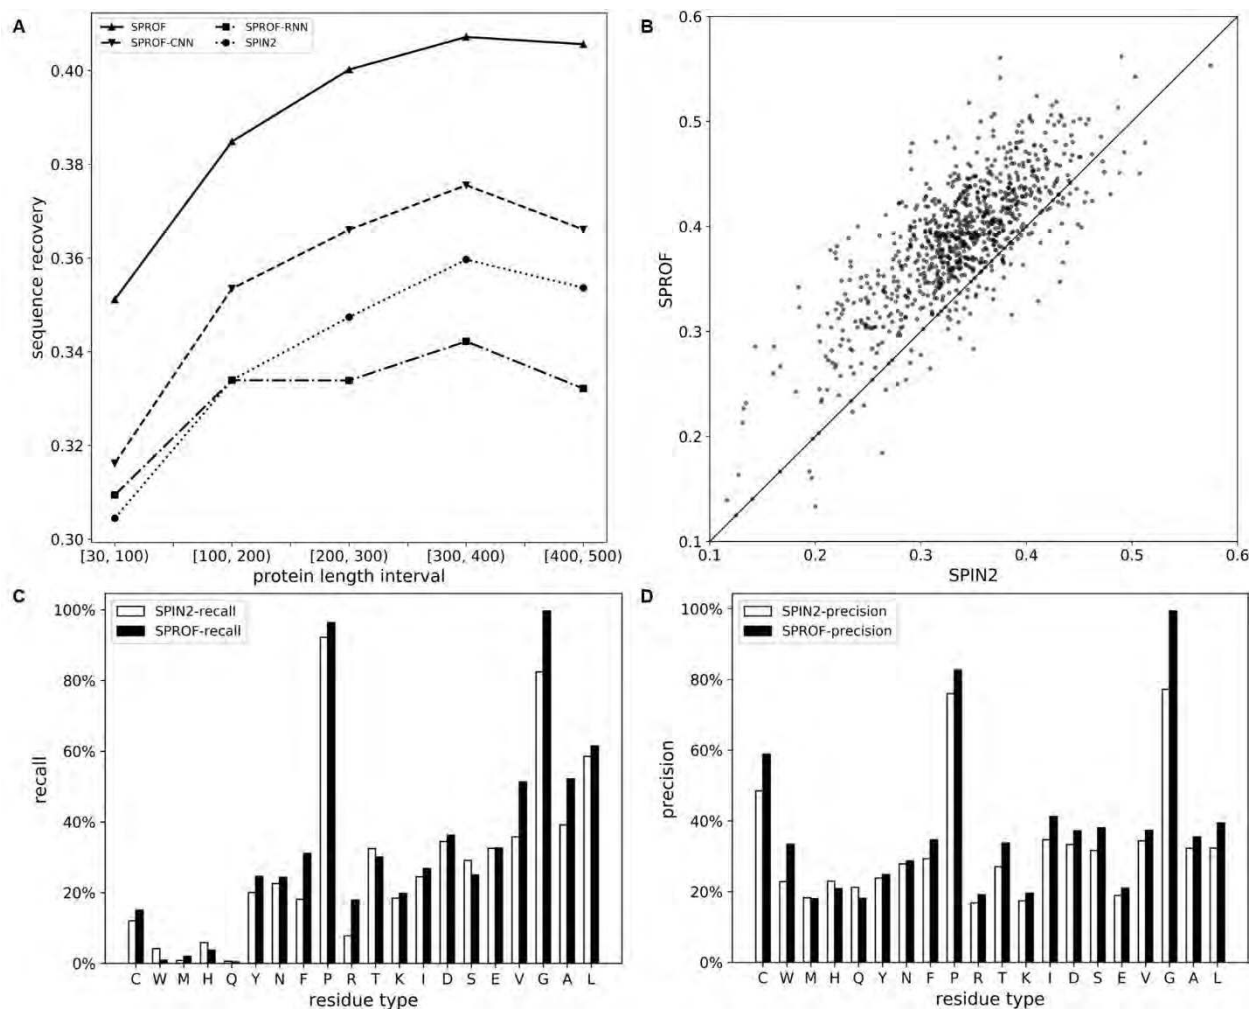 A
SPROF SPROF-RNN
SPROF-CNN SPIN2
0.40
0.38
0.36
0.34
0.32
0.30
sequence recovery
[30, 100) [100, 200) [200, 300) [300, 400) [400, 500)
protein length interval
B
0.6
0.5
0.4
0.3
0.2
0.1
SPROF
0.1 0.2 0.3 0.4 0.5 0.6
SPIN2
C
SPIN2-recall
SPROF-recall
100%
80%
60%
40%
20%
0%
recall
C W M H Q Y N F P R T K I D S E V G A L
residue type
D
SPIN2-precision
SPROF-precision
100%
80%
60%
40%
20%
0%
precision
C W M H Q Y N F P R T K I D S E V G A L
residue type